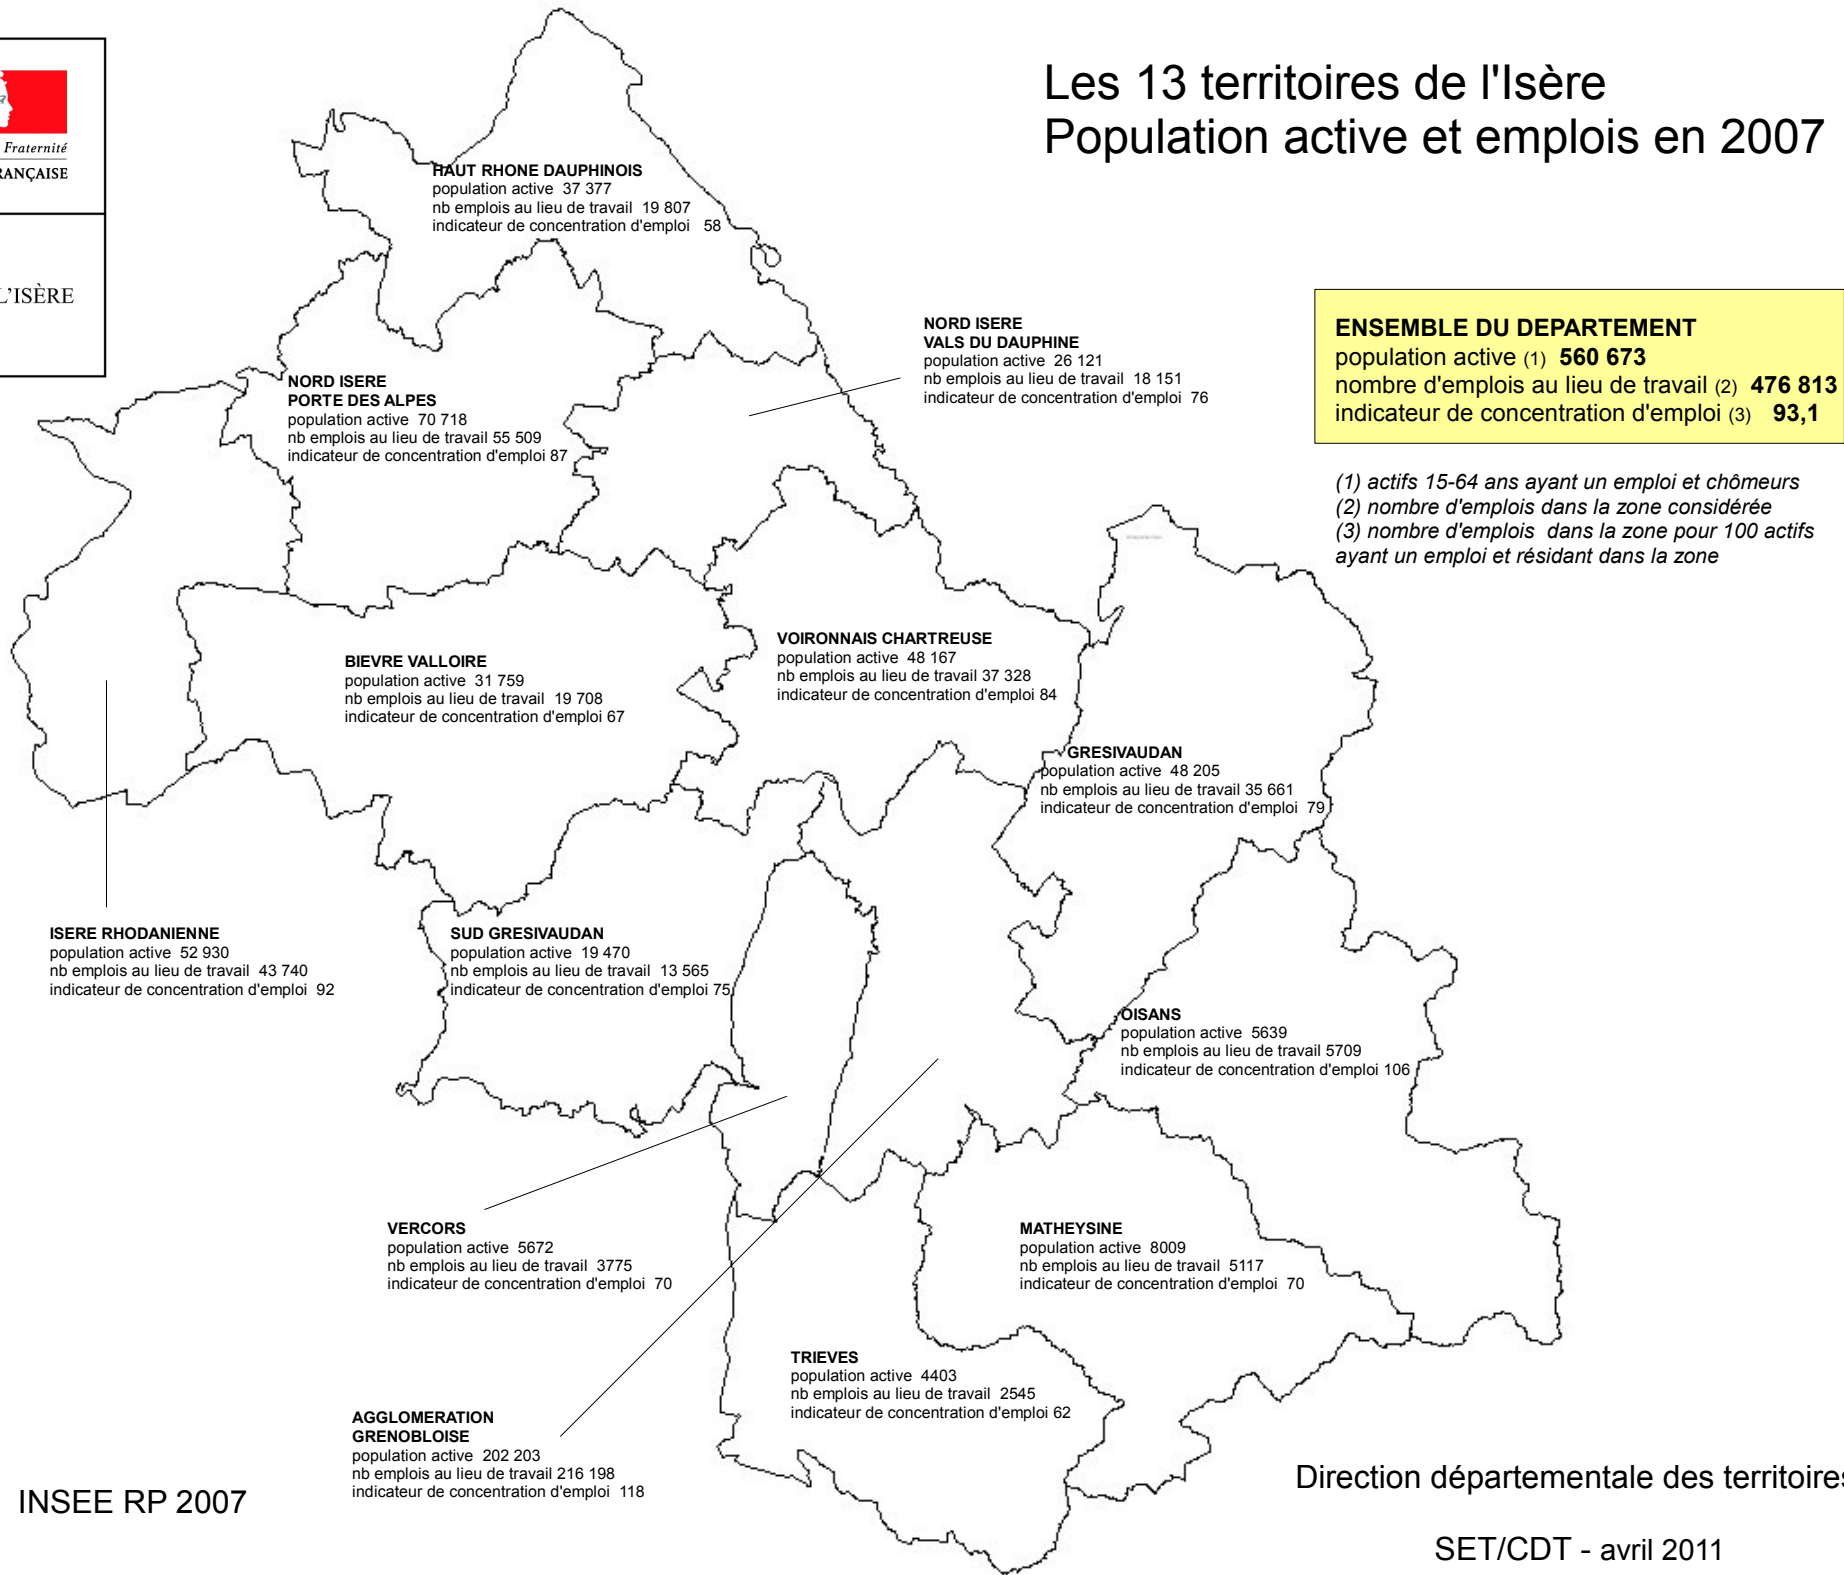 Fraternité
RANÇAISE
L'ISÈRE
Les 13 territoires de l'Isère
Population active et emplois en 2007
HAUT RHONE DAUPHINOIS
population active 37 377
nb emplois au lieu de travail 19 807
indicateur de concentration d'emploi 58
NORD ISERE
VALS DU DAUPHINE
population active 26 121
nb emplois au lieu de travail 18 151
indicateur de concentration d'emploi 76
ENSEMBLE DU DEPARTEMENT
population active (1) 560 673
nombre d'emplois au lieu de travail (2) 476 813
indicateur de concentration d'emploi (3) 93,1
(1) actifs 15-64 ans ayant un emploi et chômeurs
(2) nombre d'emplois dans la zone considérée
(3) nombre d'emplois dans la zone pour 100 actifs
ayant un emploi et résidant dans la zone
NORD ISERE
PORTE DES ALPES
population active 70 718
nb emplois au lieu de travail 55 509
indicateur de concentration d'emploi 87
BIEVRE VALLOIRE
population active 31 759
nb emplois au lieu de travail 19 708
indicateur de concentration d'emploi 67
VOIRONNAIS CHARTREUSE
population active 48 167
nb emplois au lieu de travail 37 328
indicateur de concentration d'emploi 84
GRESIVAUDAN
population active 48 205
nb emplois au lieu de travail 35 661
indicateur de concentration d'emploi 79
ISERE RHODANIENNE
population active 52 930
nb emplois au lieu de travail 43 740
indicateur de concentration d'emploi 92
SUD GRESIVAUDAN
population active 19 470
nb emplois au lieu de travail 13 565
indicateur de concentration d'emploi 75
OISANS
population active 5639
nb emplois au lieu de travail 5709
indicateur de concentration d'emploi 106
VERCORS
population active 5672
nb emplois au lieu de travail 3775
indicateur de concentration d'emploi 70
MATHEYSINE
population active 8009
nb emplois au lieu de travail 5117
indicateur de concentration d'emploi 70
TRIEVES
population active 4403
nb emplois au lieu de travail 2545
indicateur de concentration d'emploi 62
AGGLOMERATION
GRENOBLOISE
population active 202 203
nb emplois au lieu de travail 216 198
indicateur de concentration d'emploi 118
INSEE RP 2007
Direction départementale des territoires
SET/CDT - avril 2011